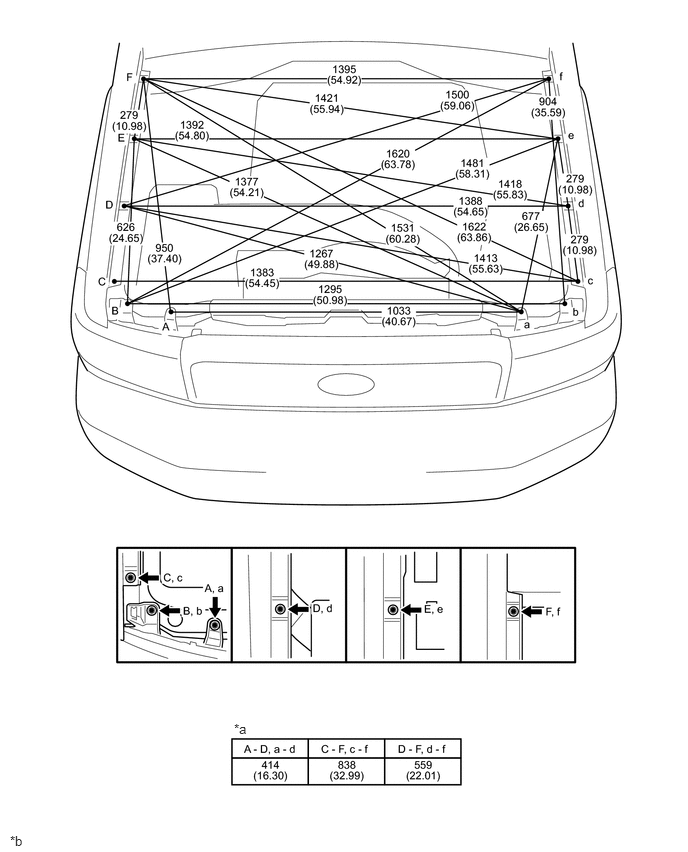 1395
F (54.92) f
1500
1421 (59.06) 904
(55.94) (35.59)
279
(10.98) 1392
(54.80)
E e
1620
(63.78) 1481
(58.31)
1377 279
(54.21) 1418 (10.98)
(55.83)
1388
D (54.65) d
677
626 (26.65)
(24.65) 1531 1622
(60.28) (63.86) 279
950 (10.98)
(37.40) 1267
(49.88) 1413
1383 (55.63)
C (54.45) c
1295
B (50.98) b
1033
A (40.67) a
C, c
A, a
B, b
D, d
E, e
F, f
*a
A - D, a - d C - F, c - f D - F, d - f
414 838 559
(16.30) (32.99) (22.01)
*b